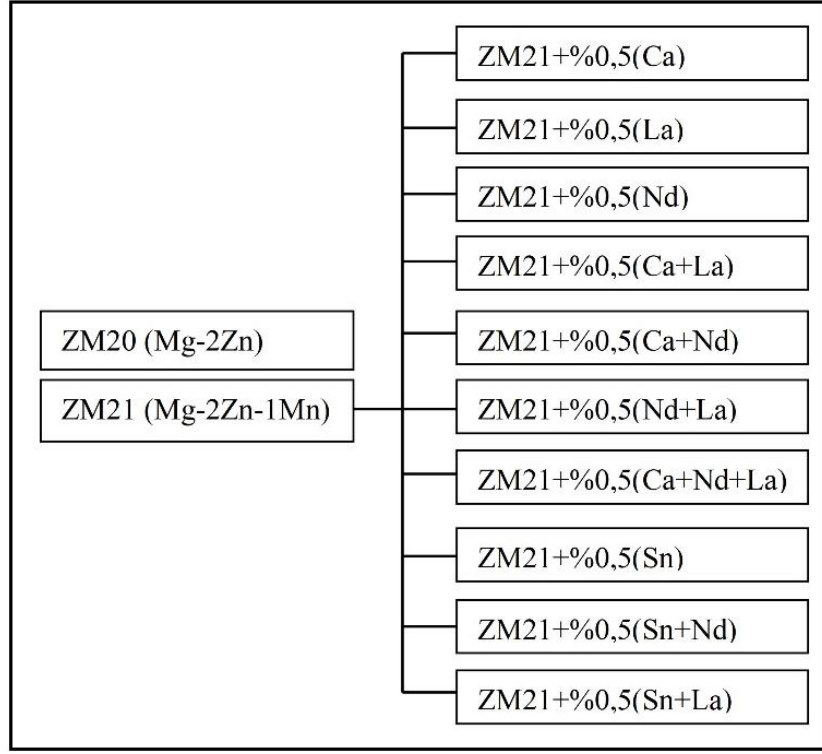 ZM20 (Mg-2Zn)
ZM21 (Mg-2Zn-1Mn)
ZM21+%0,5(Ca)
ZM21+%0,5(La)
ZM21+%0,5(Nd)
ZM21+%0,5(Ca+La)
ZM21+%0,5(Ca+Nd)
ZM21+%0,5(Nd+La)
ZM21+%0,5(Ca+Nd+La)
ZM21+%0,5(Sn)
ZM21+%0,5(Sn+Nd)
ZM21+%0,5(Sn+La)